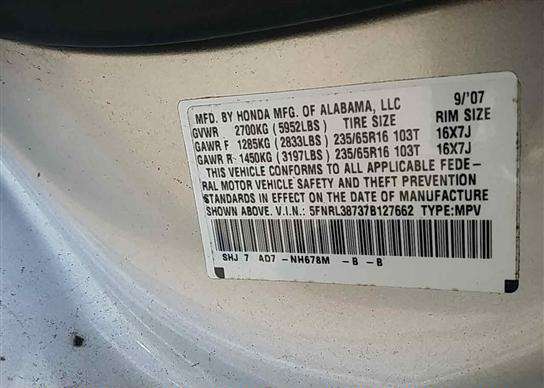 MFD. BY HONDA MFG. OF ALABAMA, LLC 9/'07
GVWR 2700KG (5952LBS) TIRE SIZE RIM SIZE
GAWR F 1285KG (2833LBS) 235/65R16 103T 16X7J
GAWR R 1450KG (3197LBS) 235/65R16 103T 16X7J
THIS VEHICLE CONFORMS TO ALL APPLICABLE FEDE-
RAL MOTOR VEHICLE SAFETY AND THEFT PREVENTION
STANDARDS IN EFFECT ON THE DATE OF MANUFACTURE
SHOWN ABOVE. V.I.N.: 5FNRL38737B127662 TYPE:MPV
SHJ 7 AD7 -NH678M -B -B